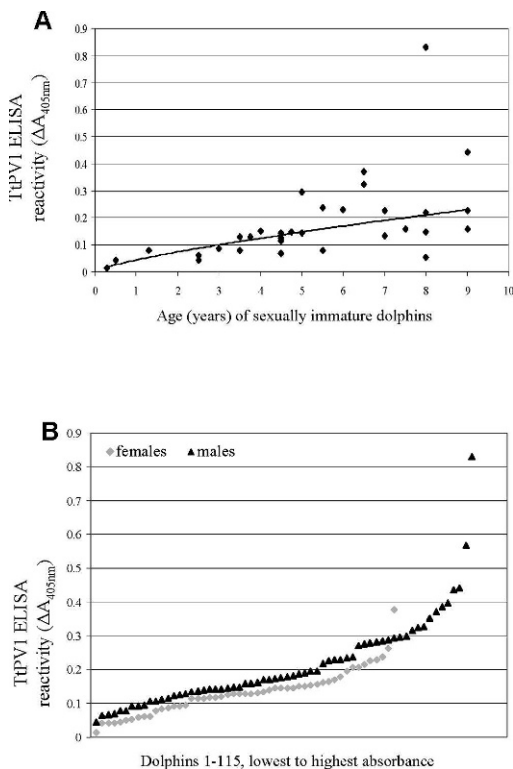 A
0.9
0.8
0.7
0.6
0.5
0.4
0.3
0.2
0.1
0
TtPV1 ELISA
reactivity (ΔA405nm)
0 1 2 3 4 5 6 7 8 9 10
Age (years) of sexually immature dolphins
B
0.9
females males
0.8
0.7
0.6
0.5
0.4
0.3
0.2
0.1
0
TtPV1 ELISA
reactivity (ΔA405nm)
Dolphins 1-115, lowest to highest absorbance